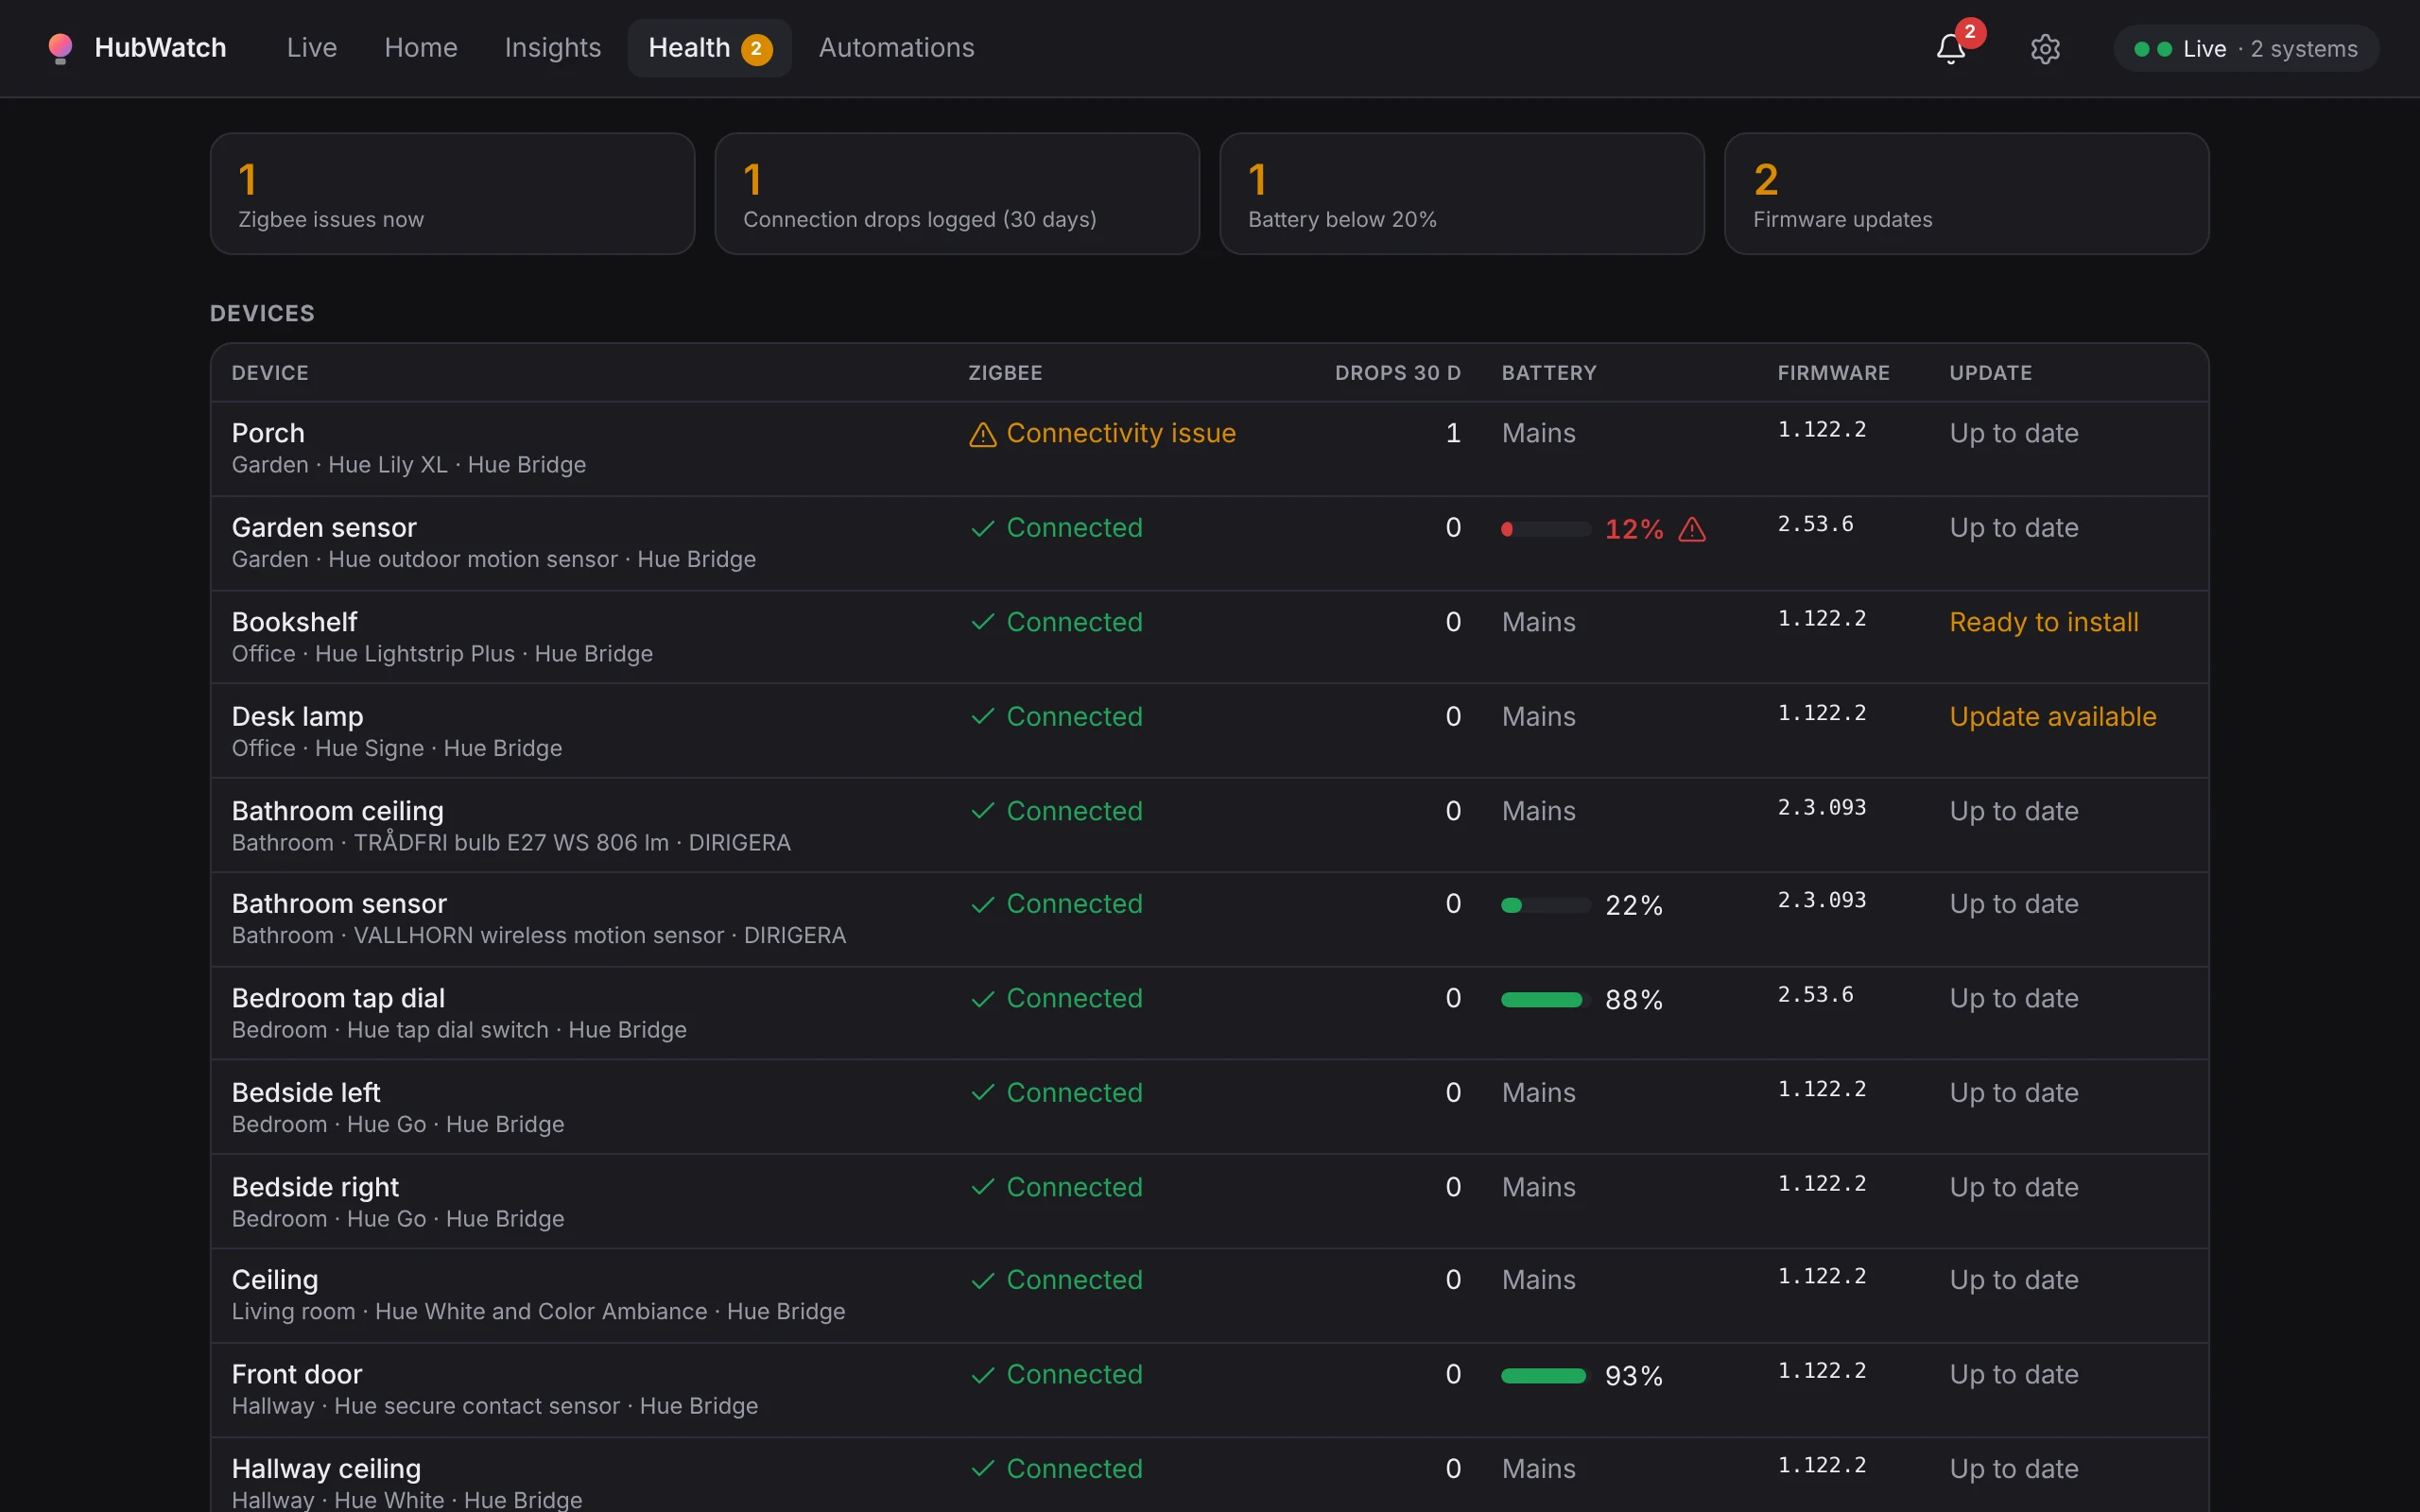 HubWatch Live Home Insights Health 2 Automations 2 Live · 2 systems
1 1 1 2
Zigbee issues now Connection drops logged (30 days) Battery below 20% Firmware updates
DEVICES
DEVICE ZIGBEE DROPS 30 D BATTERY FIRMWARE UPDATE
Porch Connectivity issue 1 Mains 1.122.2 Up to date
Garden · Hue Lily XL · Hue Bridge
Garden sensor Connected 0 12% 2.53.6 Up to date
Garden · Hue outdoor motion sensor · Hue Bridge
Bookshelf Connected 0 Mains 1.122.2 Ready to install
Office · Hue Lightstrip Plus · Hue Bridge
Desk lamp Connected 0 Mains 1.122.2 Update available
Office · Hue Signe · Hue Bridge
Bathroom ceiling Connected 0 Mains 2.3.093 Up to date
Bathroom · TRÅDFRI bulb E27 WS 806 lm · DIRIGERA
Bathroom sensor Connected 0 22% 2.3.093 Up to date
Bathroom · VALLHORN wireless motion sensor · DIRIGERA
Bedroom tap dial Connected 0 88% 2.53.6 Up to date
Bedroom · Hue tap dial switch · Hue Bridge
Bedside left Connected 0 Mains 1.122.2 Up to date
Bedroom · Hue Go · Hue Bridge
Bedside right Connected 0 Mains 1.122.2 Up to date
Bedroom · Hue Go · Hue Bridge
Ceiling Connected 0 Mains 1.122.2 Up to date
Living room · Hue White and Color Ambiance · Hue Bridge
Front door Connected 0 93% 1.122.2 Up to date
Hallway · Hue secure contact sensor · Hue Bridge
Hallway ceiling Connected 0 Mains 1.122.2 Up to date
Hallway · Hue White · Hue Bridge